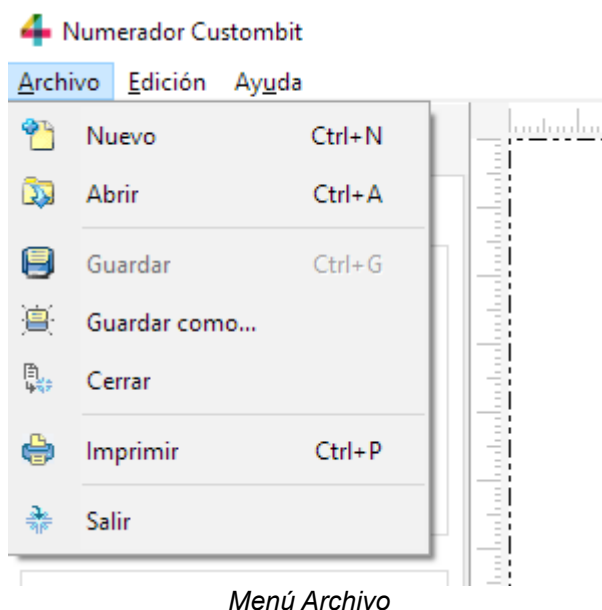 Numerador Custombit
Archivo Edición Ayuda
Nuevo Ctrl+N
Abrir Ctrl+A
Guardar Ctrl+G
Guardar como...
Cerrar
Imprimir Ctrl+P
Salir
Menú Archivo